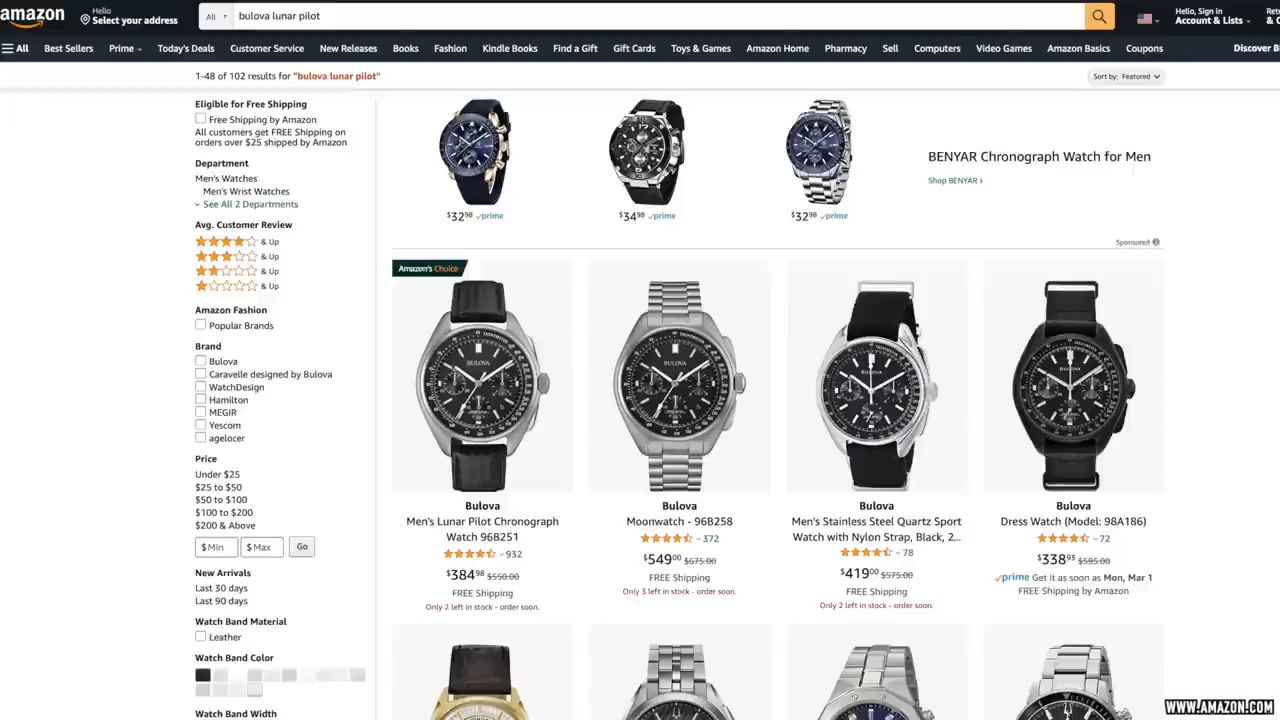 amazon
Hello
Select your address
All
bulova lunar pilot
Hello, Sign in
Account & Lists
Ret
& C
All
Best Sellers
Prime
Today's Deals
Customer Service
New Releases
Books
Fashion
Kindle Books
Find a Gift
Gift Cards
Toys & Games
Amazon Home
Pharmacy
Sell
Computers
Video Games
Amazon Basics
Coupons
Discover B
1-48 of 102 results for "bulova lunar pilot"
Sort by: Featured
Eligible for Free Shipping
Free Shipping by Amazon
All customers get FREE Shipping on
orders over $25 shipped by Amazon
Department
Men's Watches
Men's Wrist Watches
See All 2 Departments
Avg. Customer Review
& Up
& Up
& Up
& Up
Amazon Fashion
Popular Brands
Brand
Bulova
Caravelle designed by Bulova
WatchDesign
Hamilton
MEGIR
Yescom
agelocer
Price
Under $25
$25 to $50
$50 to $100
$100 to $200
$200 & Above
$ Min
$ Max
Go
New Arrivals
Last 30 days
Last 90 days
Watch Band Material
Leather
Watch Band Color
Watch Band Width
$32.98 prime
$34.98 prime
$32.98 prime
BENYAR Chronograph Watch for Men
Shop BENYAR ›
Sponsored
Amazon's Choice
BULOVA
BULOVA
BULOVA
BULOVA
Bulova
Men's Lunar Pilot Chronograph
Watch 96B251
932
$384.98 $550.00
FREE Shipping
Only 2 left in stock - order soon.
Bulova
Moonwatch - 96B258
372
$549.00 $675.00
FREE Shipping
Only 3 left in stock - order soon.
Bulova
Men's Stainless Steel Quartz Sport
Watch with Nylon Strap, Black, 2...
78
$419.00 $575.00
FREE Shipping
Only 2 left in stock - order soon.
Bulova
Dress Watch (Model: 98A186)
72
$338.93 $595.00
prime Get it as soon as Mon, Mar 1
FREE Shipping by Amazon
WWW.AMAZON.COM